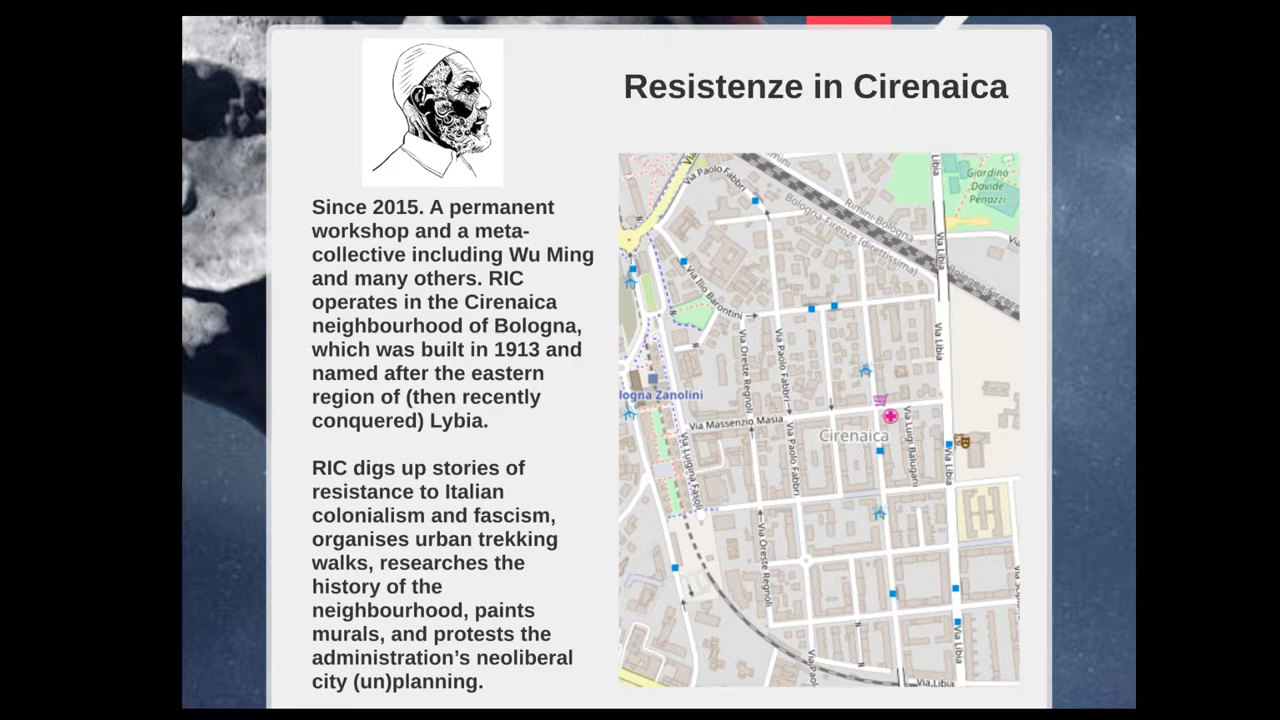 Resistenze in Cirenaica
Since 2015. A permanent
workshop and a meta-
collective including Wu Ming
and many others. RIC
operates in the Cirenaica
neighbourhood of Bologna,
which was built in 1913 and
named after the eastern
region of (then recently
conquered) Lybia.
RIC digs up stories of
resistance to Italian
colonialism and fascism,
organises urban trekking
walks, researches the
history of the
neighbourhood, paints
murals, and protests the
administration’s neoliberal
city (un)planning.
Via Paolo Fabbri
Rimini-Bologna
Bologna-Firenze (direttissima)
Libia
Giardino
Davide
Penazzi
Via Libia
Via Ilio Barontini
Via Oreste Regnoli
Via Paolo Fabbri
Via Libia
logna Zanolini
Via Massenzio Masia
Cirenaica
Via Luigi Balugani
Via Paolo Fabbri
Via Luigina Fasoli
Via Libia
Via Oreste Regnoli
Via Libia
Via Paolo
Via Libia